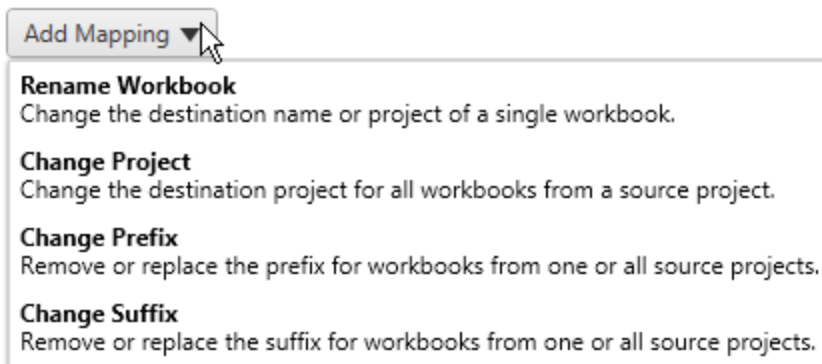 Add Mapping
Rename Workbook
Change the destination name or project of a single workbook.
Change Project
Change the destination project for all workbooks from a source project.
Change Prefix
Remove or replace the prefix for workbooks from one or all source projects.
Change Suffix
Remove or replace the suffix for workbooks from one or all source projects.